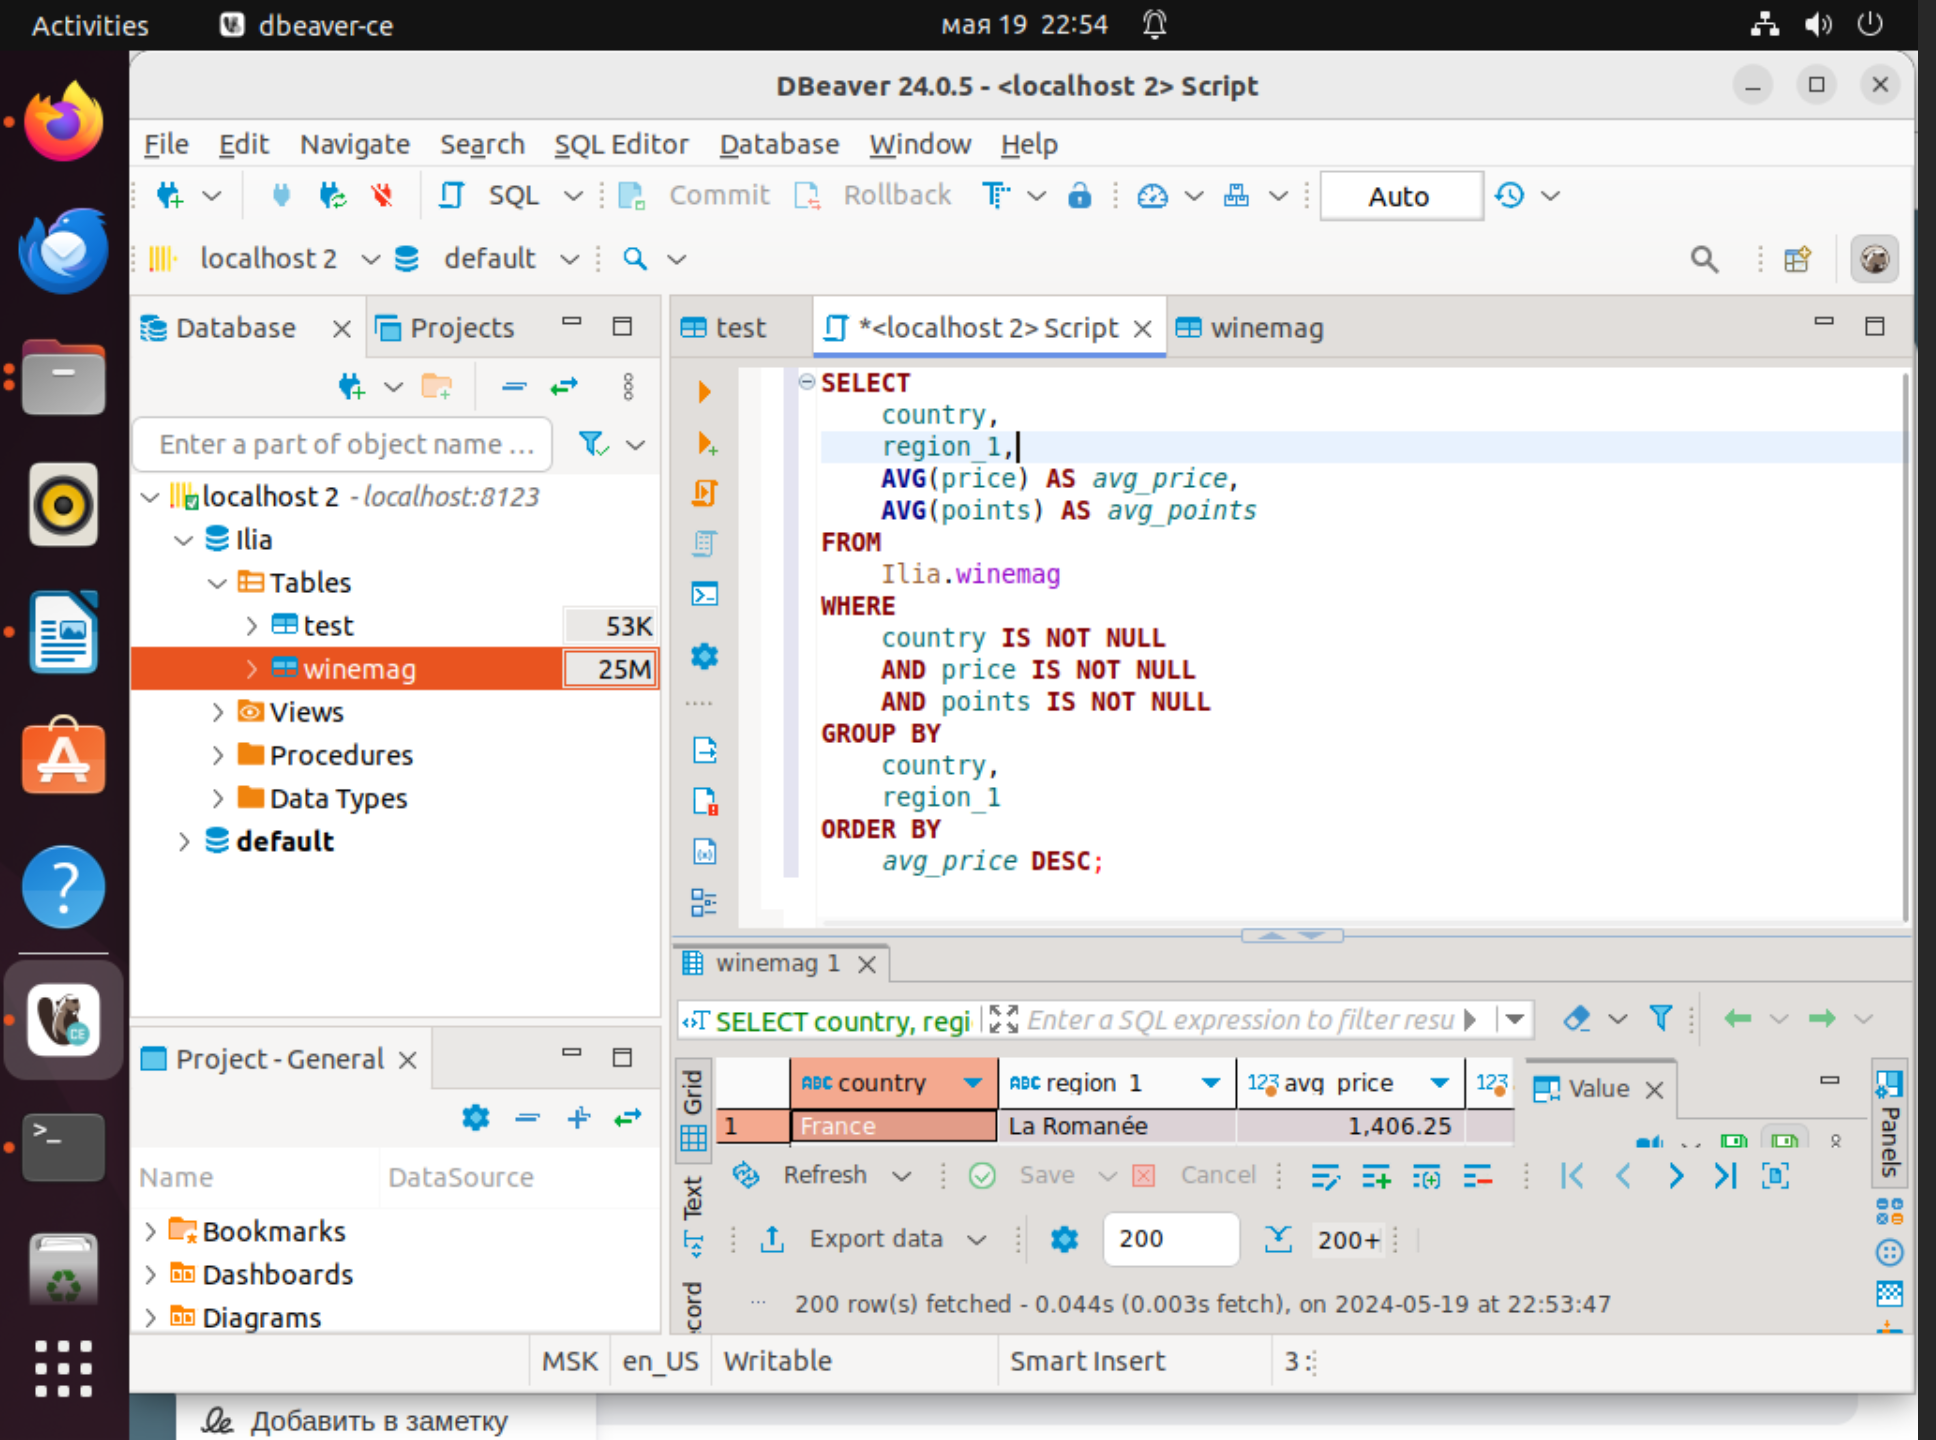 Activities dbeaver-ce мая 19 22:54
DBeaver 24.0.5 - <localhost 2> Script
File Edit Navigate Search SQL Editor Database Window Help
SQL Commit Rollback Auto
localhost 2 default
Database Projects
Enter a part of object name ...
localhost 2 - localhost:8123
Ilia
Tables
test 53K
winemag 25M
Views
Procedures
Data Types
default
Project - General
Name DataSource
Bookmarks
Dashboards
Diagrams
test *<localhost 2> Script winemag
SELECT
country,
region_1,
AVG(price) AS avg_price,
AVG(points) AS avg_points
FROM
Ilia.winemag
WHERE
country IS NOT NULL
AND price IS NOT NULL
AND points IS NOT NULL
GROUP BY
country,
region_1
ORDER BY
avg_price DESC;
winemag 1
SELECT country, regi Enter a SQL expression to filter resu
Grid
Text
cord
ABC country ABC region_1 123 avg_price 123
1 France La Romanée 1,406.25
Value
Panels
Refresh Save Cancel
Export data 200 200+
... 200 row(s) fetched - 0.044s (0.003s fetch), on 2024-05-19 at 22:53:47
MSK en_US Writable Smart Insert 3 :
Добавить в заметку